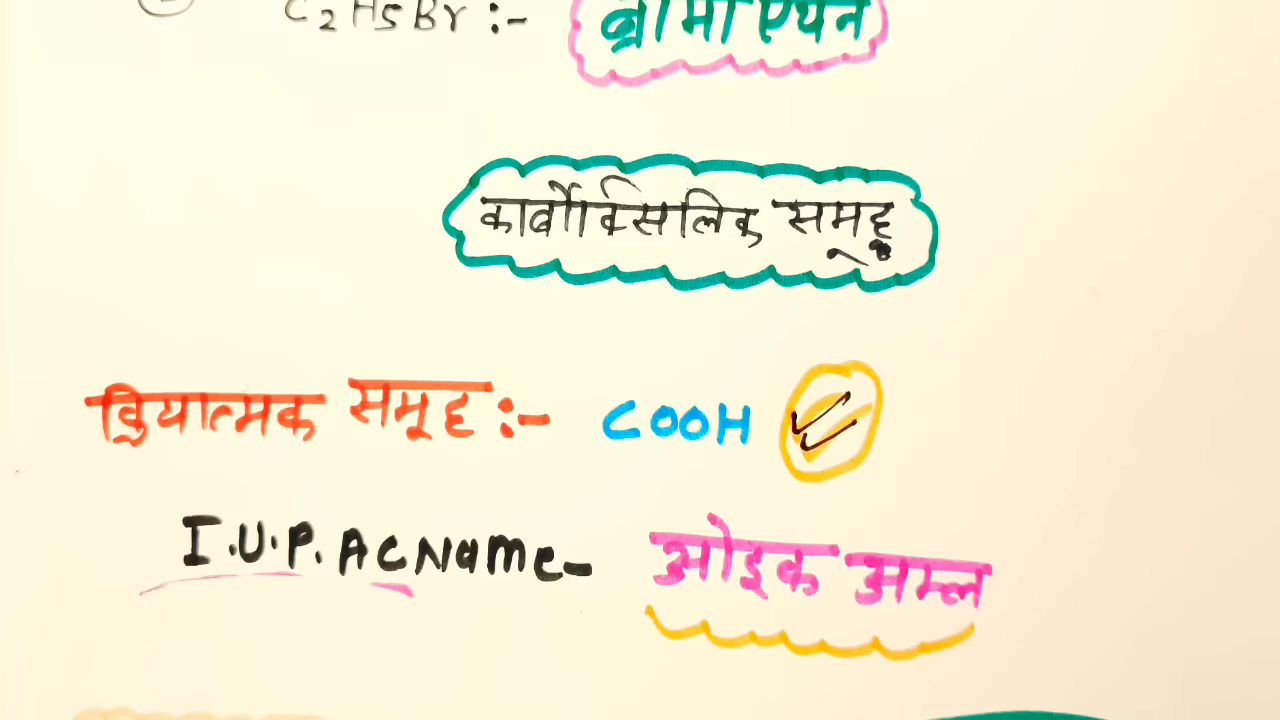 C2H5Br :- ब्रोमोएथेन
कार्बोक्सिलिक समूह
क्रियात्मक समूह :- COOH
I.U.P.AC Name- ओइक अम्ल